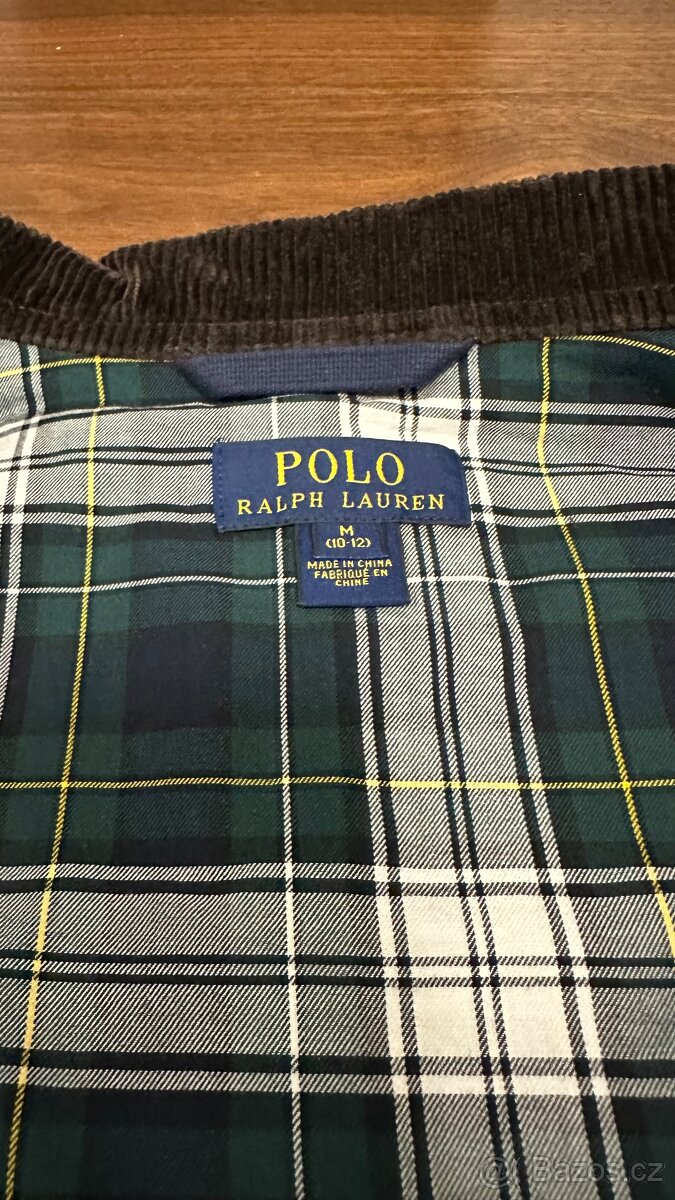 POLO
RALPH LAUREN
M
(10-12)
MADE IN CHINA
FABRIQUÉ EN
CHINE
Bazos.cz